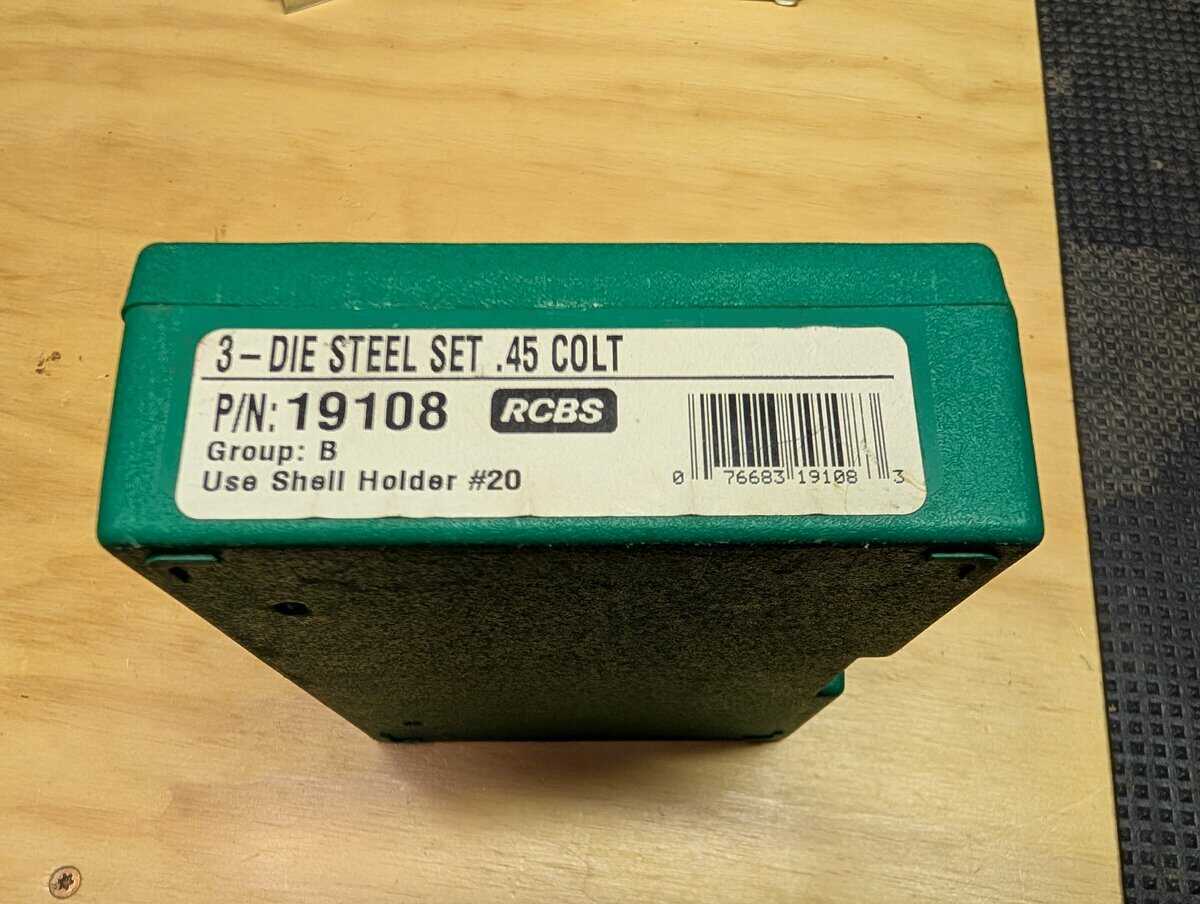 3-DIE STEEL SET .45 COLT
P/N: 19108 RCBS
Group: B
Use Shell Holder #20
0 76683 19108 3